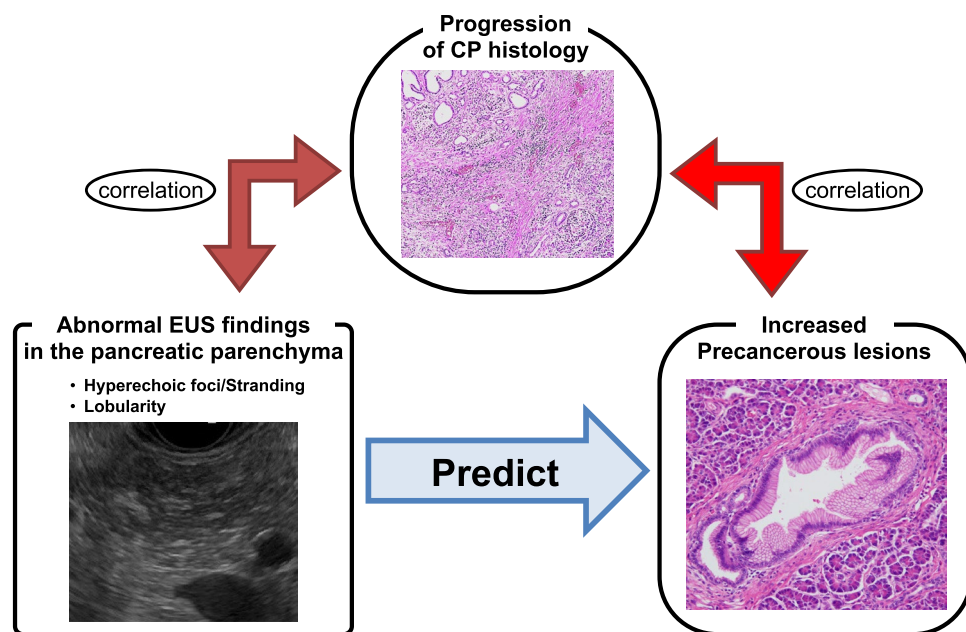 Progression
of CP histology
correlation
correlation
Abnormal EUS findings
in the pancreatic parenchyma
• Hyperechoic foci/Stranding
• Lobularity
Predict
Increased
Precancerous lesions